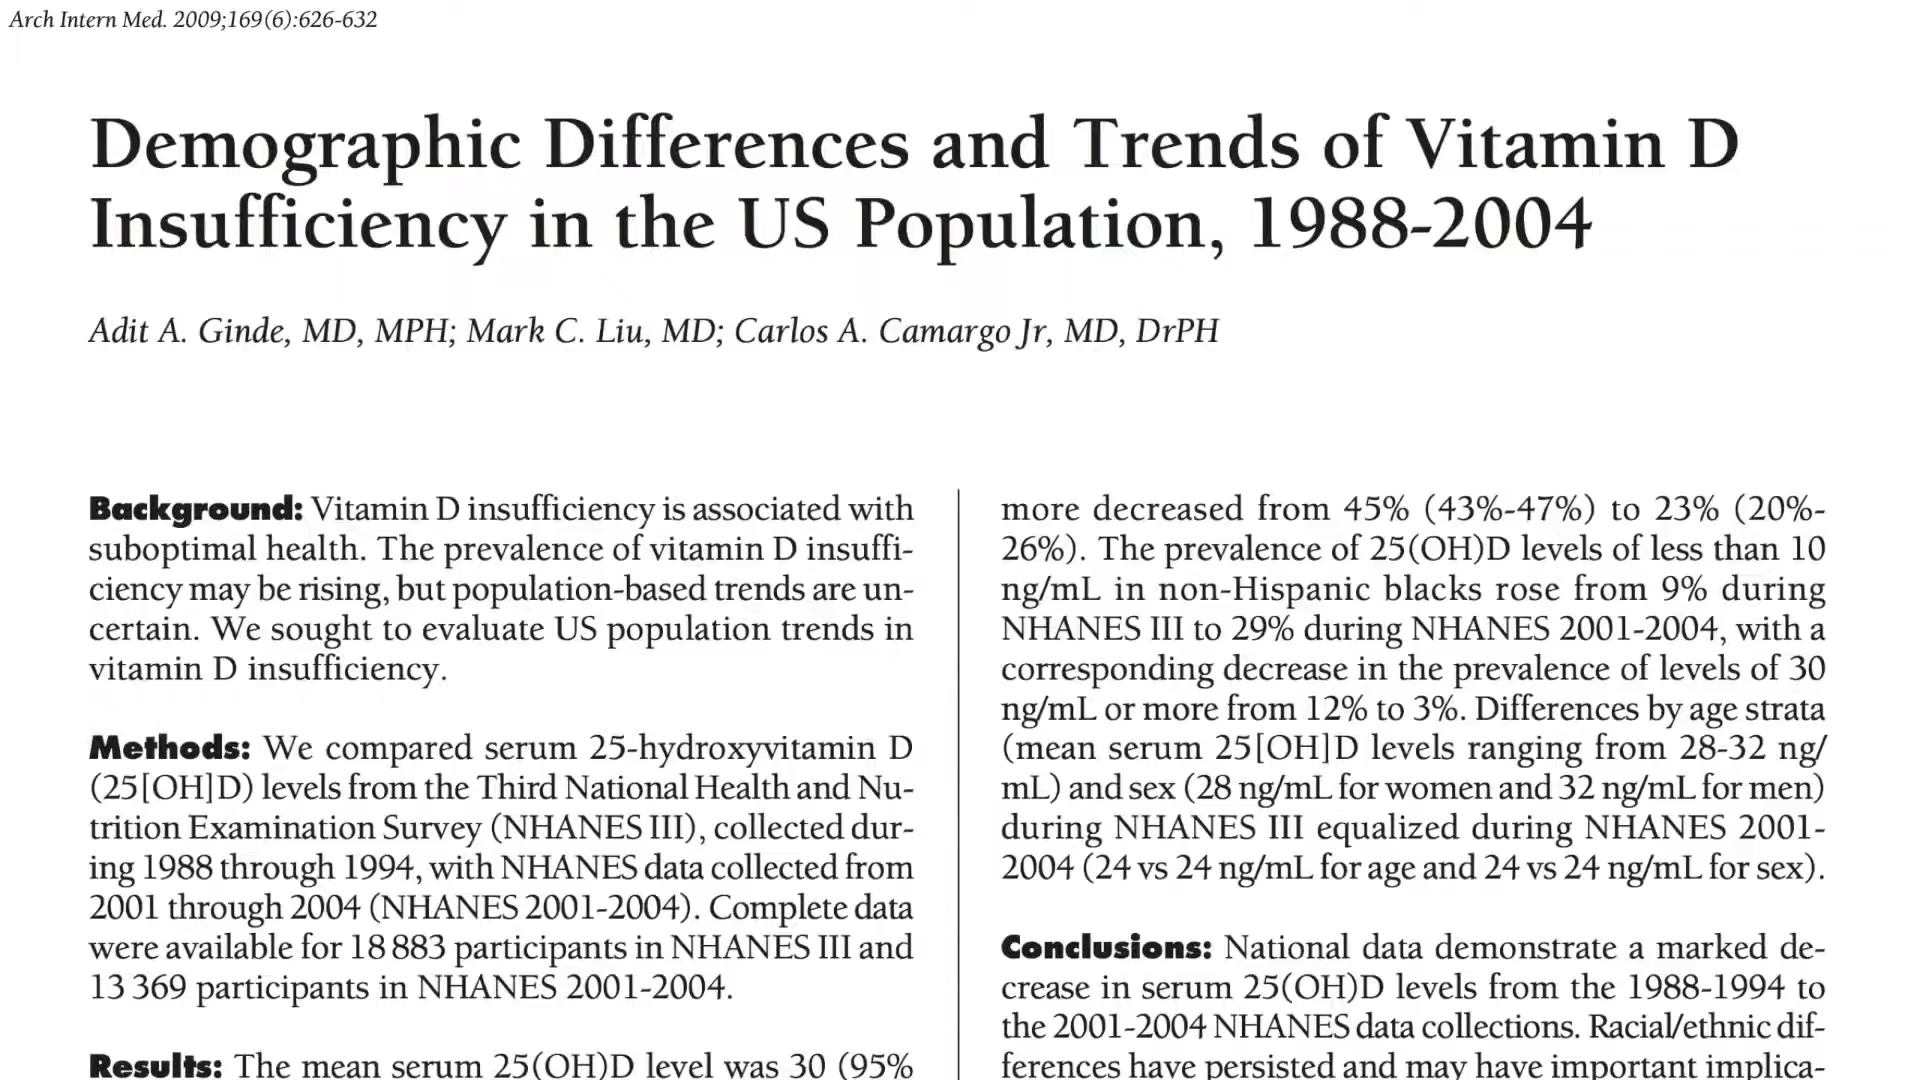 Arch Intern Med. 2009;169(6):626-632
Demographic Differences and Trends of Vitamin D
Insufficiency in the US Population, 1988-2004
Adit A. Ginde, MD, MPH; Mark C. Liu, MD; Carlos A. Camargo Jr, MD, DrPH
Background: Vitamin D insufficiency is associated with
suboptimal health. The prevalence of vitamin D insuffi-
ciency may be rising, but population-based trends are un-
certain. We sought to evaluate US population trends in
vitamin D insufficiency.
Methods: We compared serum 25-hydroxyvitamin D
(25[OH]D) levels from the Third National Health and Nu-
trition Examination Survey (NHANES III), collected dur-
ing 1988 through 1994, with NHANES data collected from
2001 through 2004 (NHANES 2001-2004). Complete data
were available for 18 883 participants in NHANES III and
13 369 participants in NHANES 2001-2004.
Results: The mean serum 25(OH)D level was 30 (95%
more decreased from 45% (43%-47%) to 23% (20%-
26%). The prevalence of 25(OH)D levels of less than 10
ng/mL in non-Hispanic blacks rose from 9% during
NHANES III to 29% during NHANES 2001-2004, with a
corresponding decrease in the prevalence of levels of 30
ng/mL or more from 12% to 3%. Differences by age strata
(mean serum 25[OH]D levels ranging from 28-32 ng/
mL) and sex (28 ng/mL for women and 32 ng/mL for men)
during NHANES III equalized during NHANES 2001-
2004 (24 vs 24 ng/mL for age and 24 vs 24 ng/mL for sex).
Conclusions: National data demonstrate a marked de-
crease in serum 25(OH)D levels from the 1988-1994 to
the 2001-2004 NHANES data collections. Racial/ethnic dif-
ferences have persisted and may have important implica-